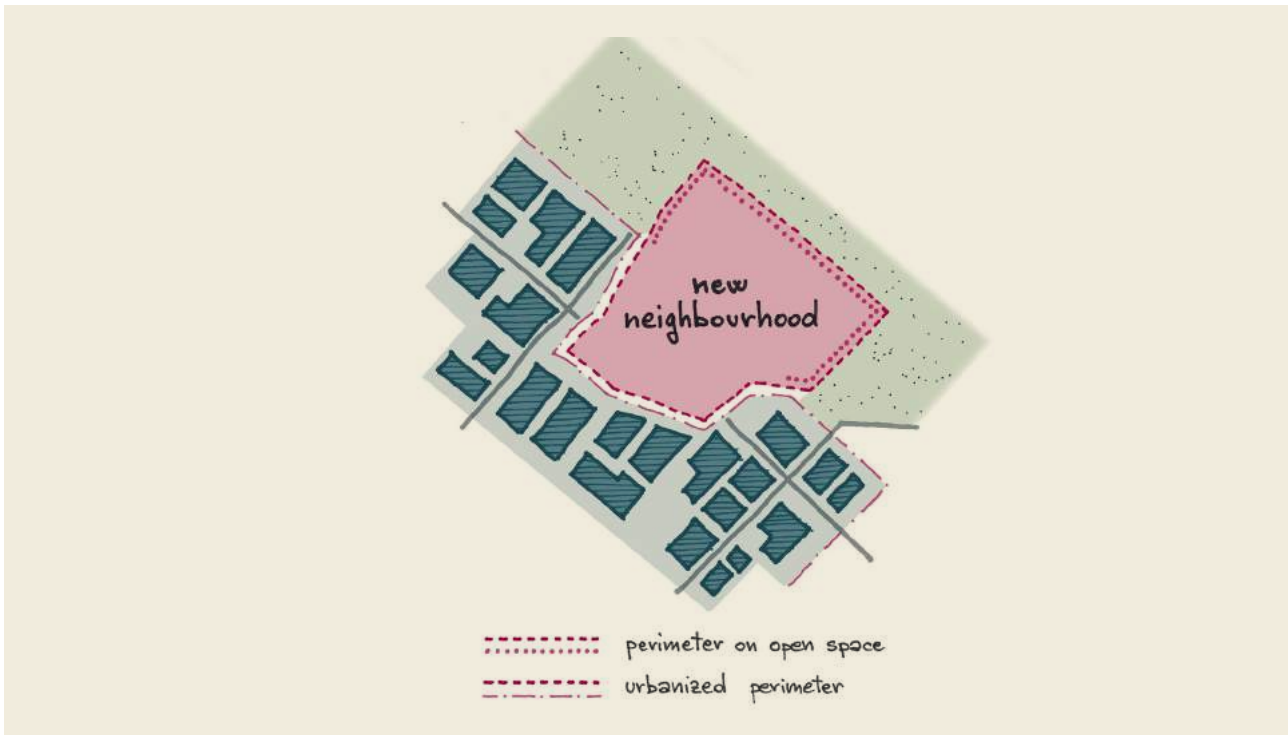 new
neighbourhood
perimeter on open space
urbanized perimeter